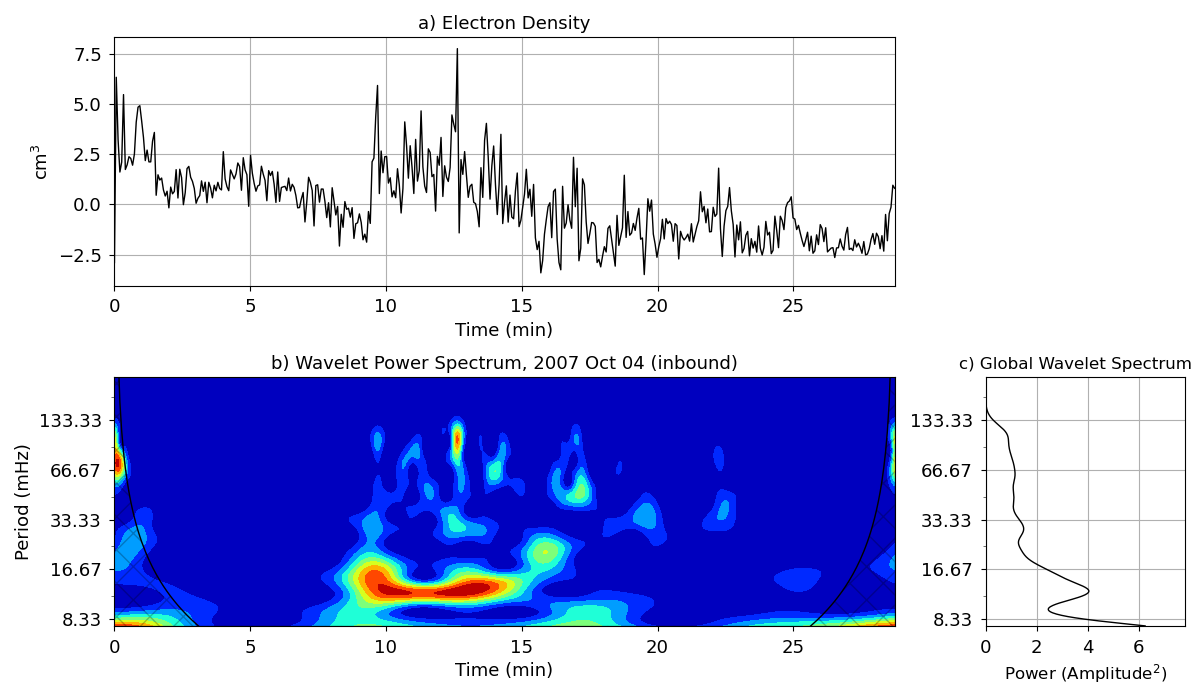 a) Electron Density
7.5
5.0
2.5
0.0
−2.5
cm³
0 5 10 15 20 25
Time (min)
b) Wavelet Power Spectrum, 2007 Oct 04 (inbound)
133.33
66.67
33.33
16.67
8.33
Period (mHz)
0 5 10 15 20 25
Time (min)
c) Global Wavelet Spectrum
133.33
66.67
33.33
16.67
8.33
0 2 4 6
Power (Amplitude²)